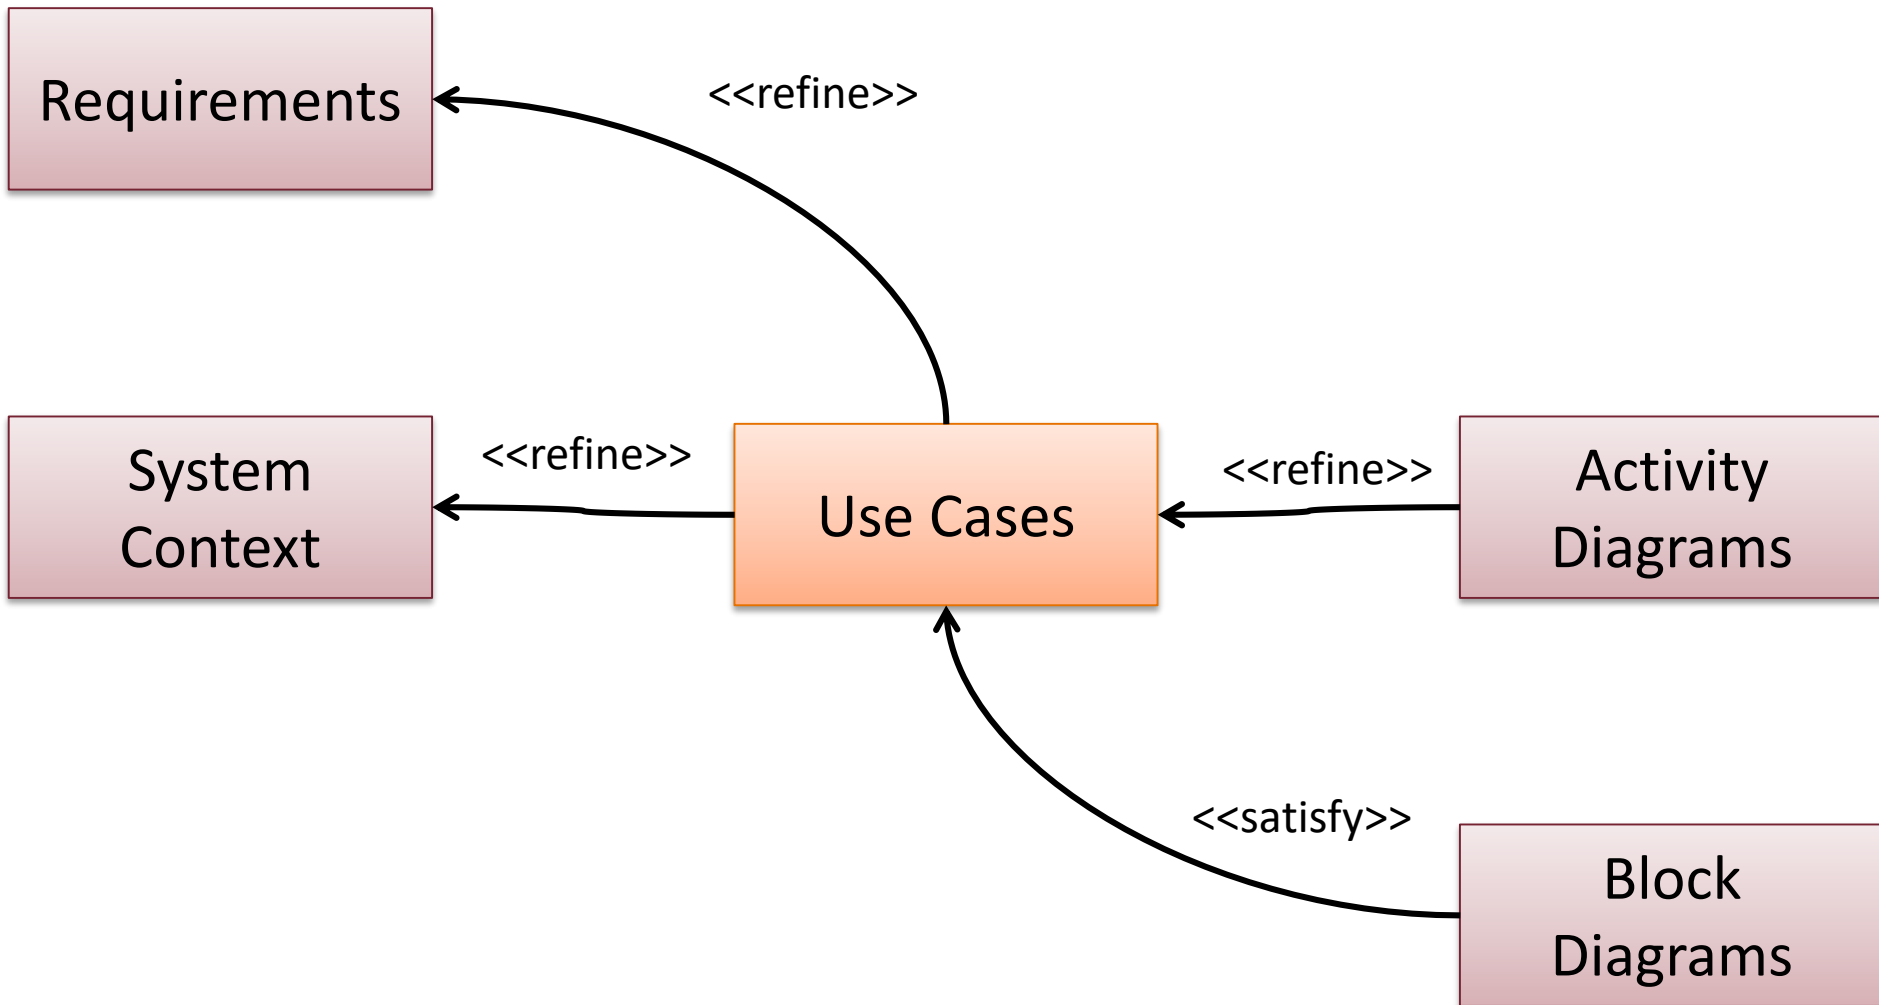 Requirements
<<refine>>
System
Context
<<refine>>
Use Cases
<<refine>>
Activity
Diagrams
<<satisfy>>
Block
Diagrams